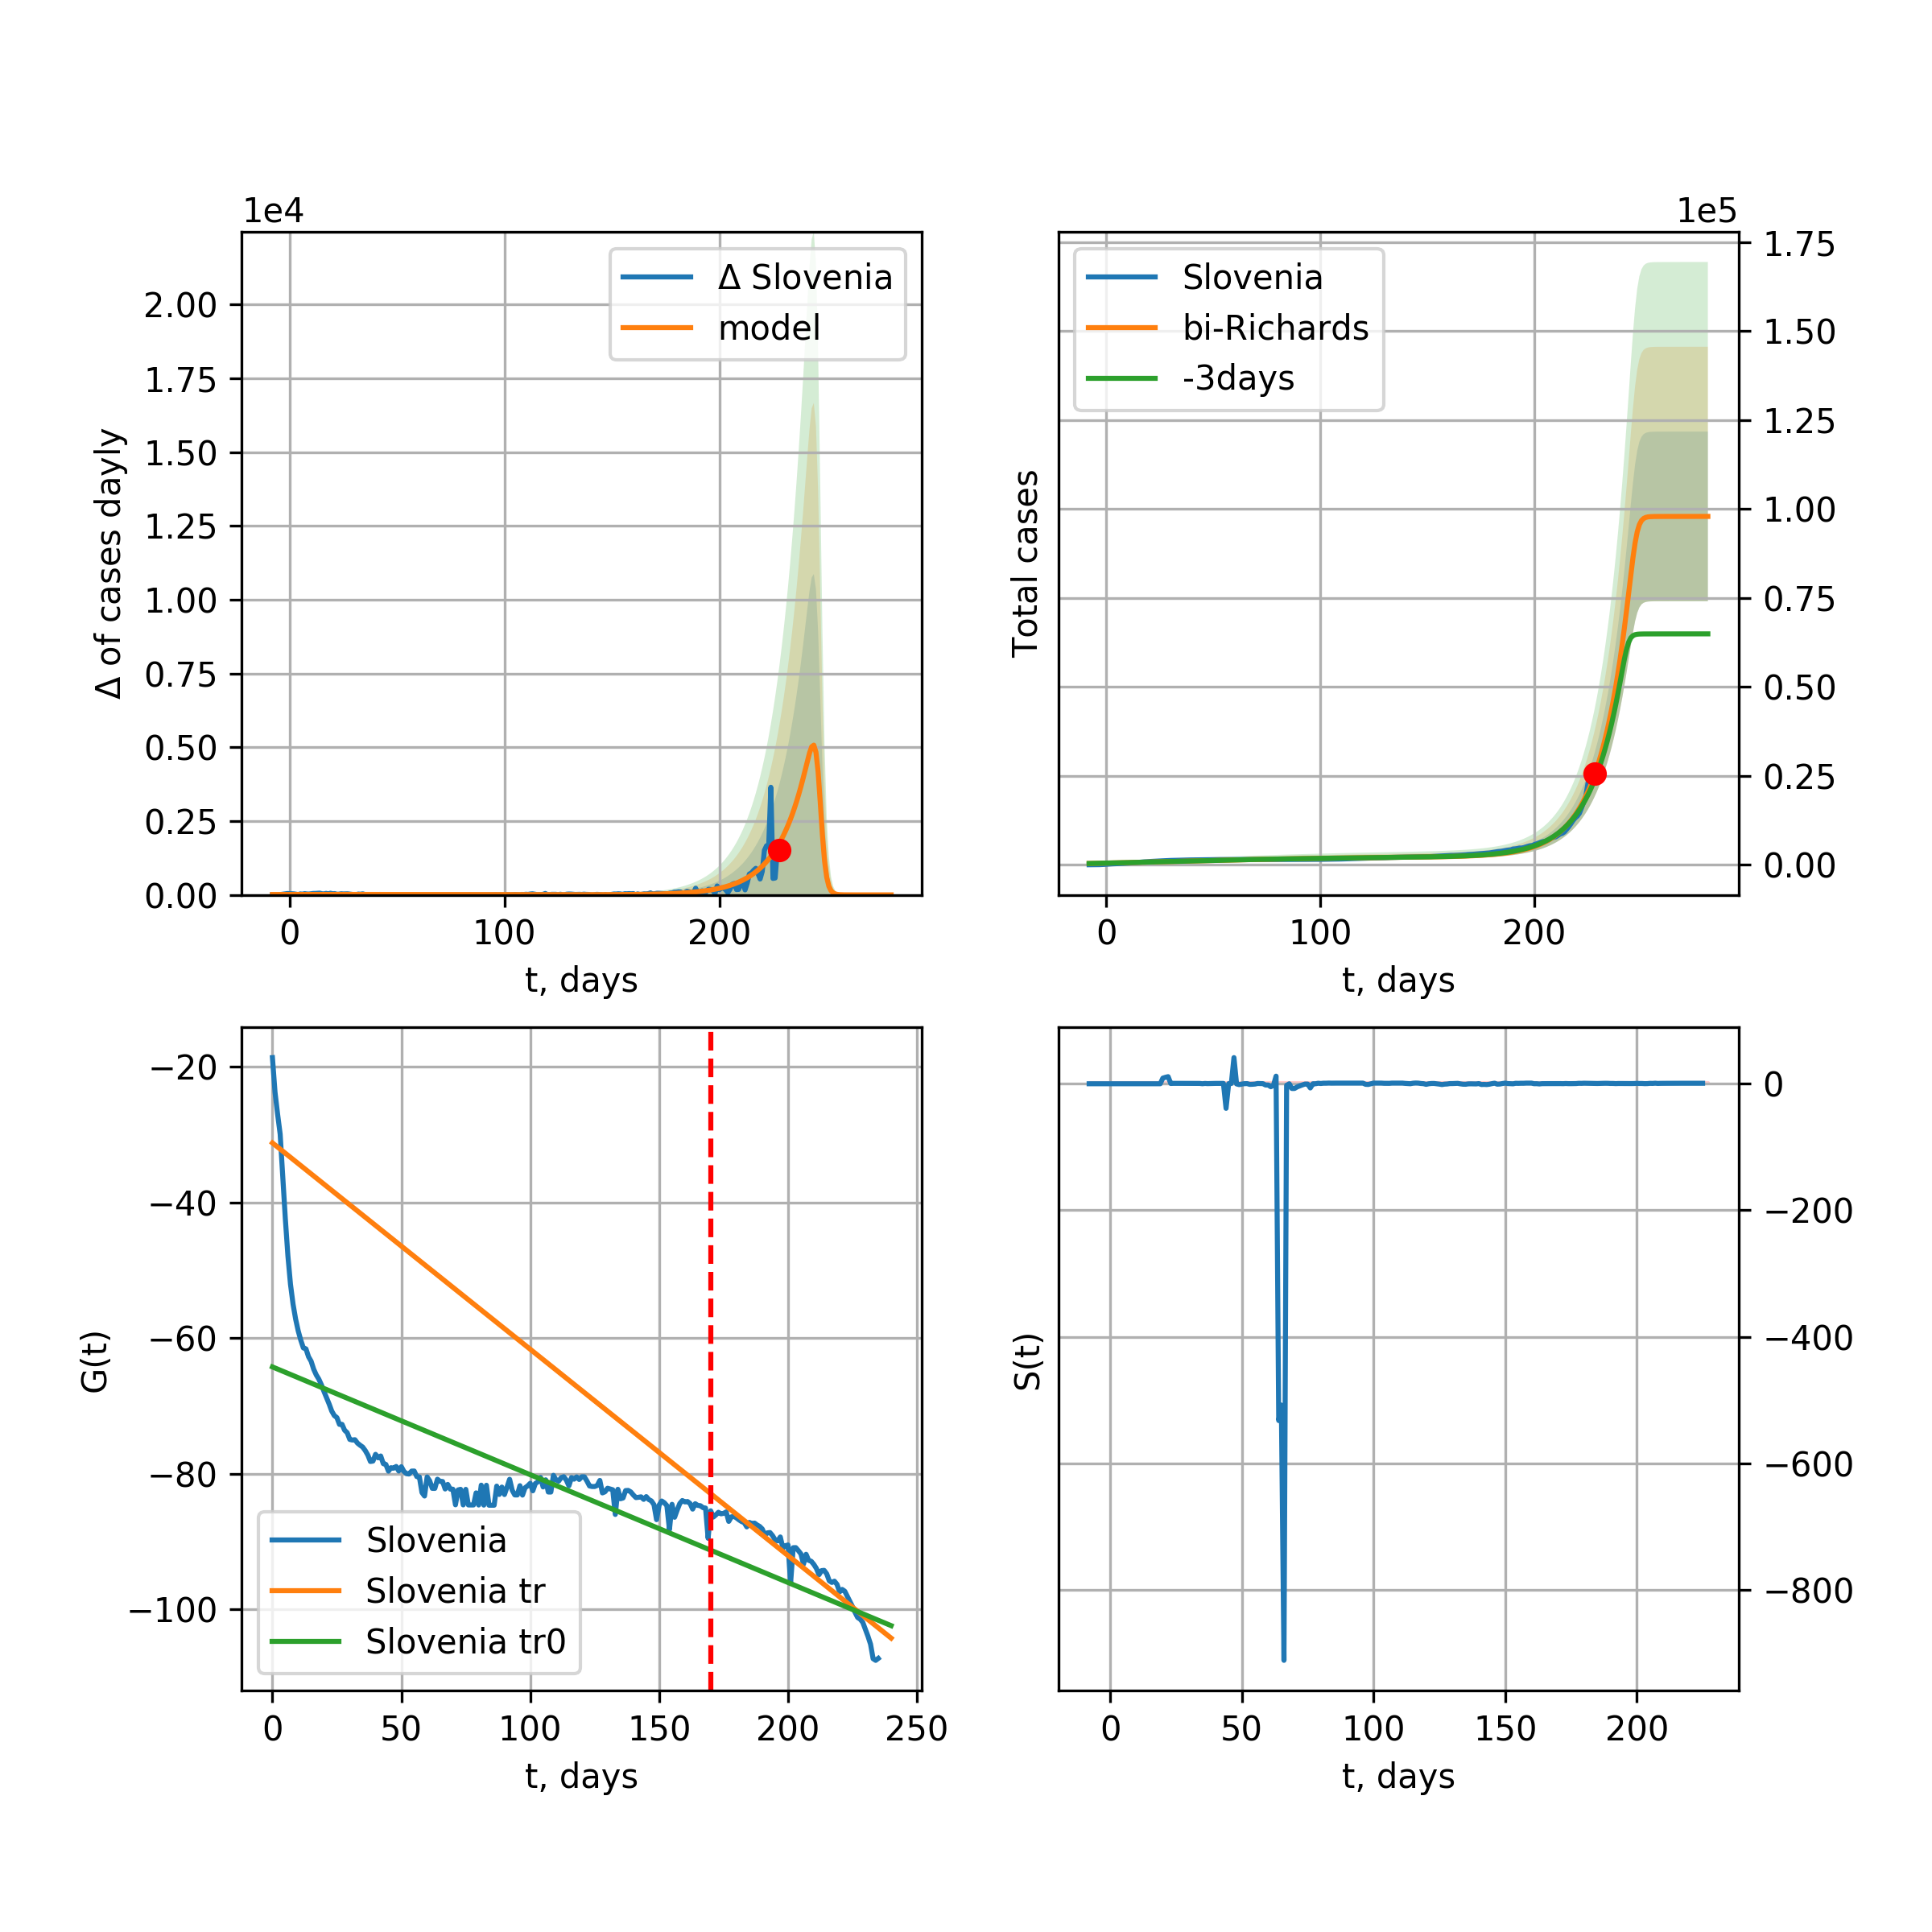 1e4
Δ of cases dayly
2.00
1.75
1.50
1.25
1.00
0.75
0.50
0.25
0.00
Δ Slovenia
model
0 100 200
t, days
1e5
Total cases
Slovenia
bi-Richards
-3days
1.75
1.50
1.25
1.00
0.75
0.50
0.25
0.00
0 100 200
t, days
G(t)
−20
−40
−60
−80
−100
Slovenia
Slovenia tr
Slovenia tr0
0 50 100 150 200 250
t, days
S(t)
0
−200
−400
−600
−800
0 50 100 150 200
t, days